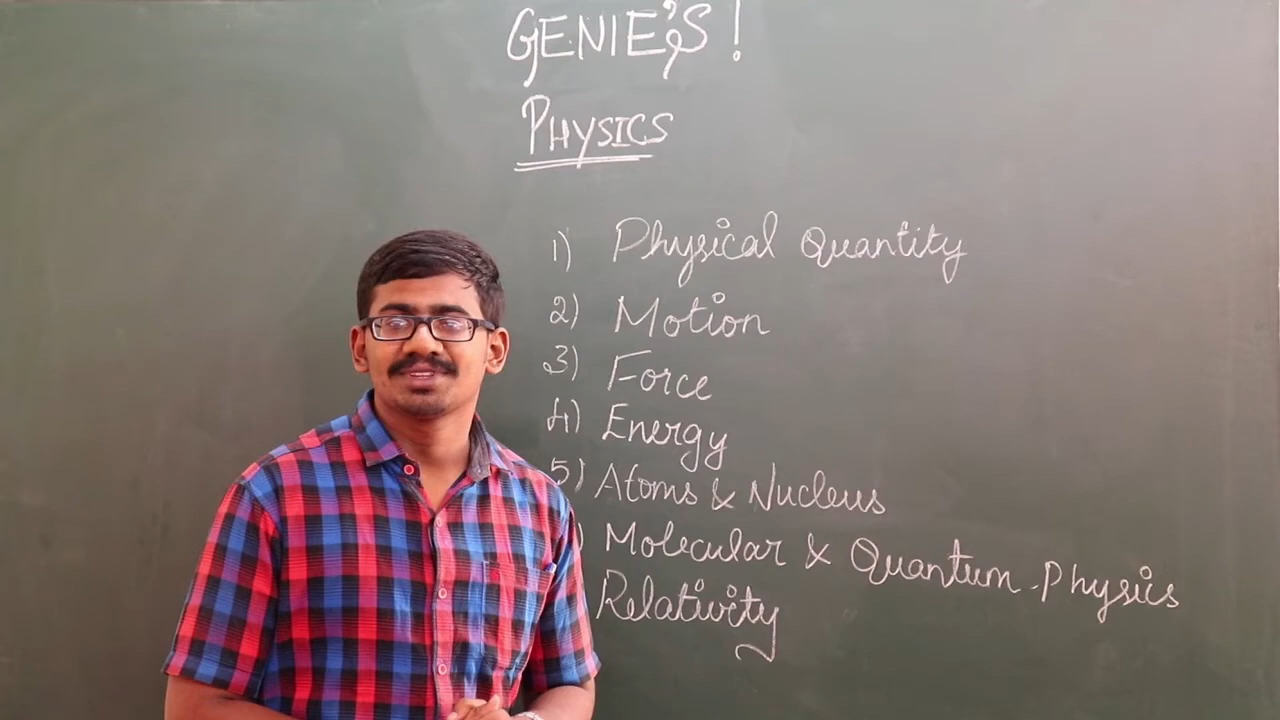 GENIE'S!
PHYSICS
1) Physical Quantity
2) Motion
3) Force
4) Energy
5) Atoms & Nucleus
) Molecular & Quantum Physics
Relativity